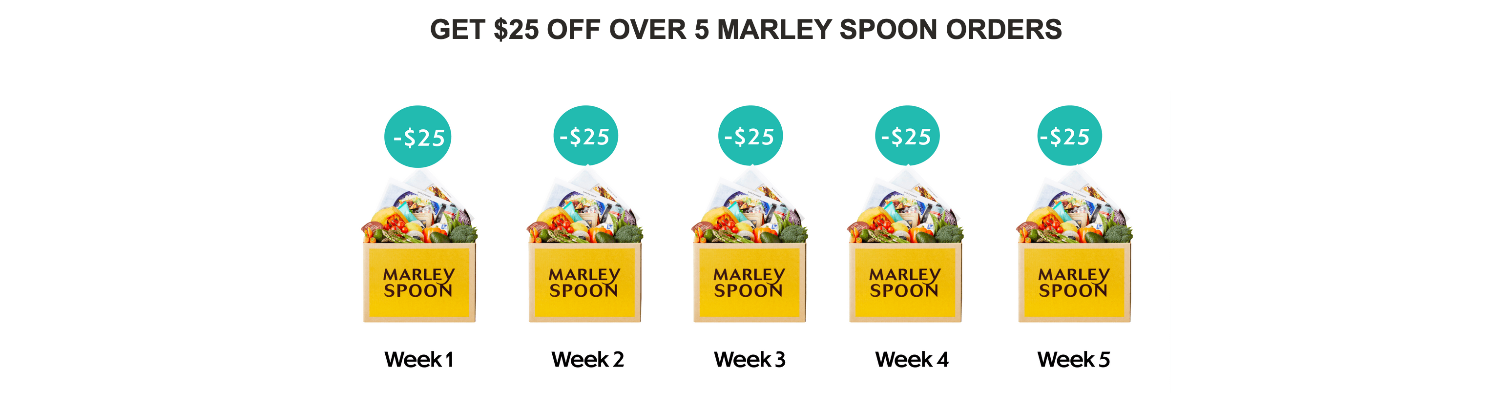 GET $25 OFF OVER 5 MARLEY SPOON ORDERS
-$25 -$25 -$25 -$25 -$25
MARLEY MARLEY MARLEY MARLEY MARLEY
SPOON SPOON SPOON SPOON SPOON
Week 1 Week 2 Week 3 Week 4 Week 5